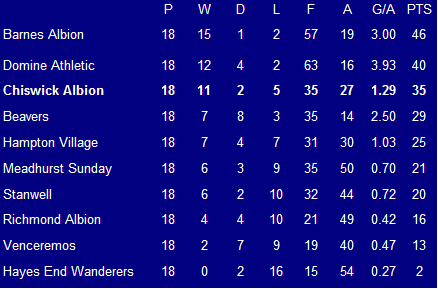 P W D L F A G/A PTS
Barnes Albion 18 15 1 2 57 19 3.00 46
Domine Athletic 18 12 4 2 63 16 3.93 40
Chiswick Albion 18 11 2 5 35 27 1.29 35
Beavers 18 7 8 3 35 14 2.50 29
Hampton Village 18 7 4 7 31 30 1.03 25
Meadhurst Sunday 18 6 3 9 35 50 0.70 21
Stanwell 18 6 2 10 32 44 0.72 20
Richmond Albion 18 4 4 10 21 49 0.42 16
Venceremos 18 2 7 9 19 40 0.47 13
Hayes End Wanderers 18 0 2 16 15 54 0.27 2